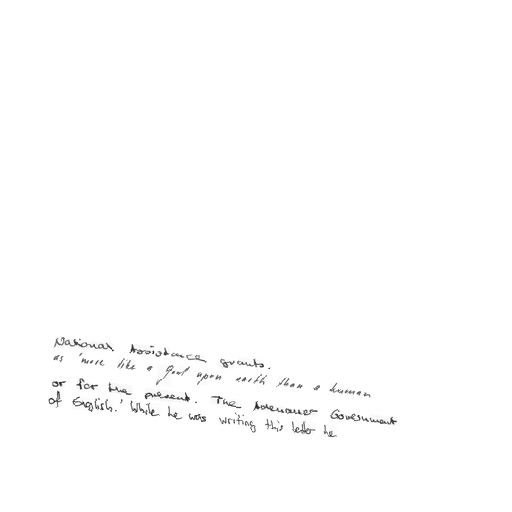 National Assistance grants.
as 'more like a God upon earth than a human
or for the present. The Adenauer Government
of English.' While he was writing this letter he